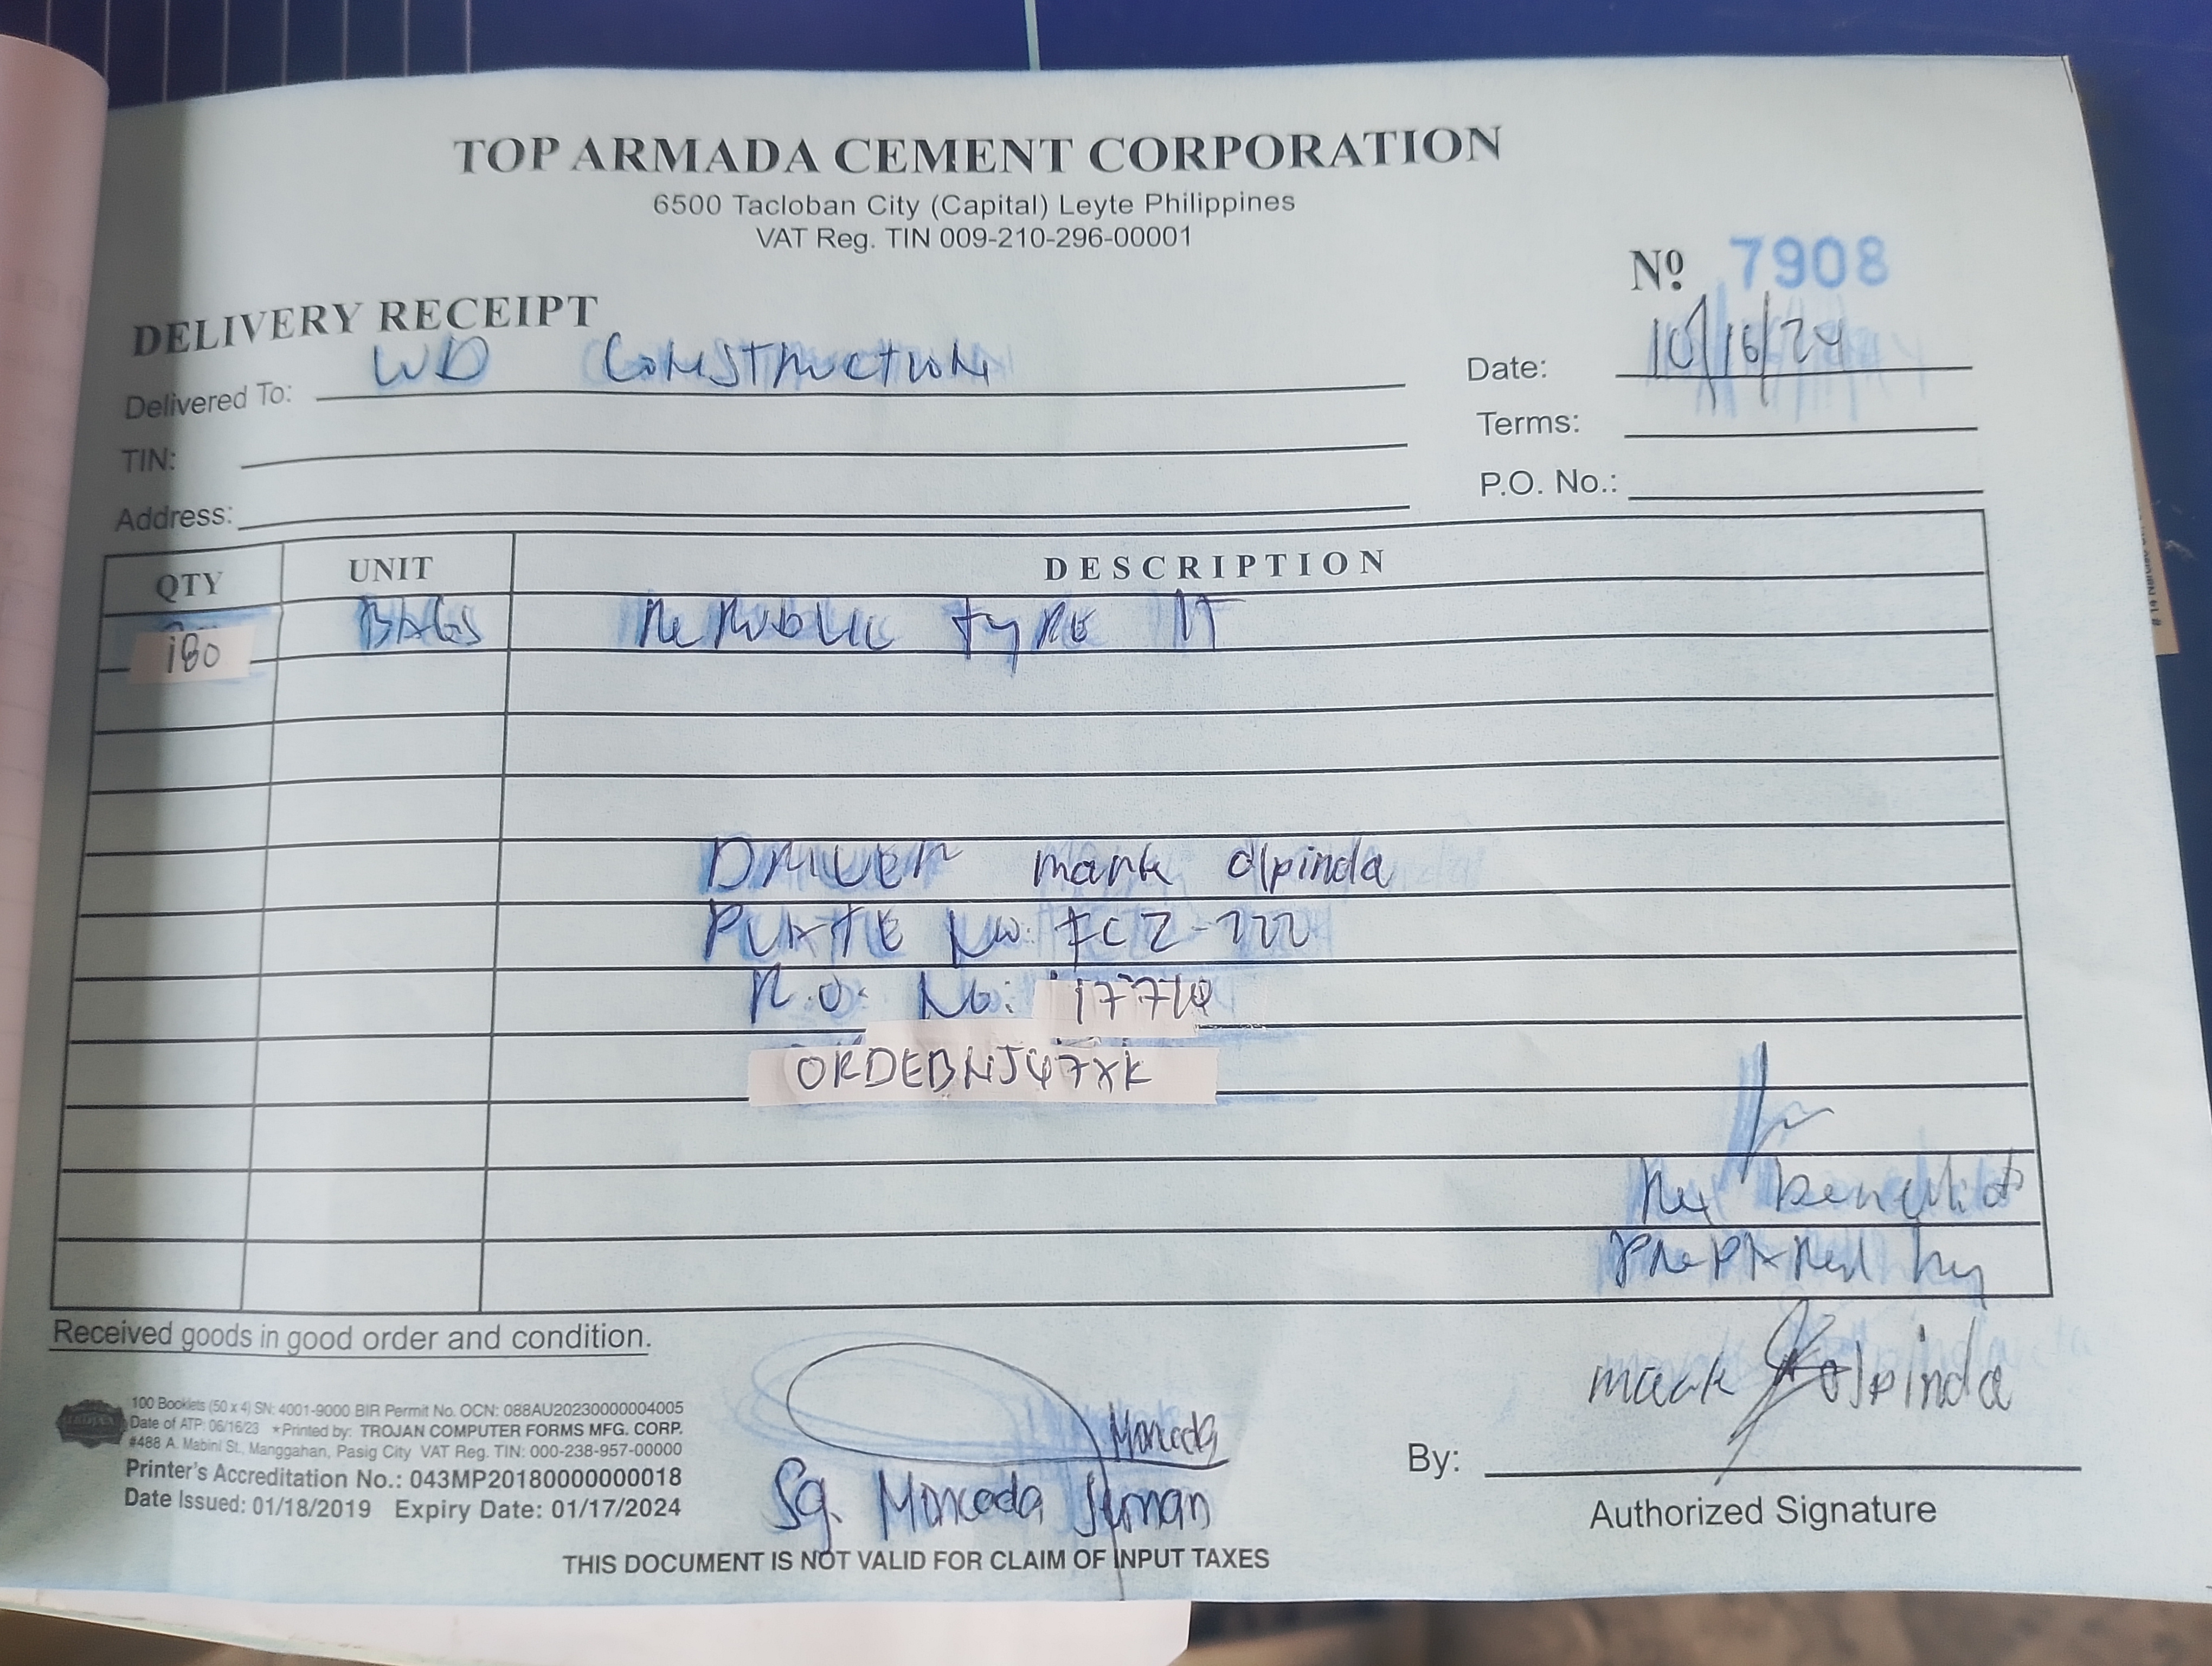 TOP ARMADA CEMENT CORPORATION
6500 Tacloban City (Capital) Leyte Philippines
VAT Reg. TIN 009-210-296-00001
Nº 7908
DELIVERY RECEIPT
Delivered To: WD Construction
Date: 10/16/24
TIN:
Terms:
Address:
P.O. No.:
QTY UNIT DESCRIPTION
180 BAGS Republic type
Driver mark olpinda
PLATE No: FCZ-222
No:
ORDEBNJ47XK
Prepared by
mark olpinda
Received goods in good order and condition.
100 Booklets (50 x 4) SN: 4001-9000 BIR Permit No. OCN: 088AU20230000004005
Date of ATP: 06/16/23 *Printed by: TROJAN COMPUTER FORMS MFG. CORP.
#488 A. Mabini St., Manggahan, Pasig City VAT Reg. TIN: 000-238-957-00000
Printer's Accreditation No.: 043MP20180000000018
Date Issued: 01/18/2019 Expiry Date: 01/17/2024
Moncada
Sg. Moncada
By:
Authorized Signature
THIS DOCUMENT IS NOT VALID FOR CLAIM OF INPUT TAXES